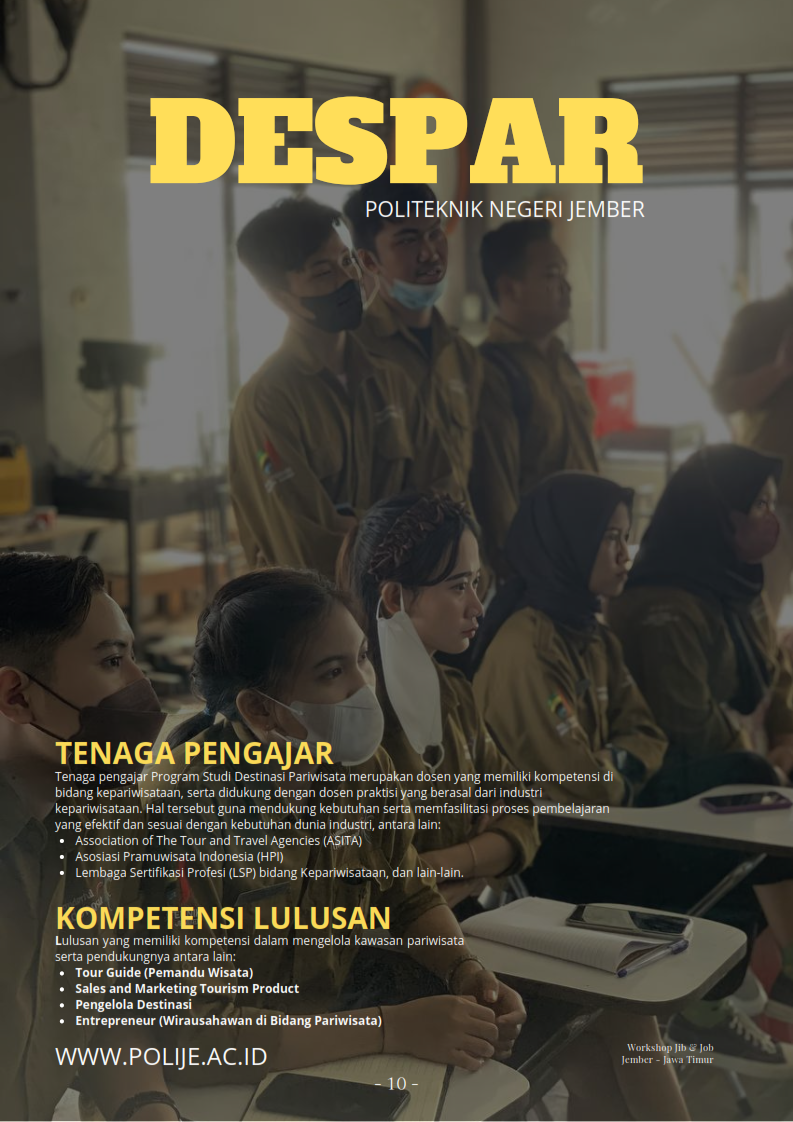 DESPAR
POLITEKNIK NEGERI JEMBER
TENAGA PENGAJAR
Tenaga pengajar Program Studi Destinasi Pariwisata merupakan dosen yang memiliki kompetensi di
bidang kepariwisataan, serta didukung dengan dosen praktisi yang berasal dari industri
kepariwisataan. Hal tersebut guna mendukung kebutuhan serta memfasilitasi proses pembelajaran
yang efektif dan sesuai dengan kebutuhan dunia industri, antara lain:
• Association of The Tour and Travel Agencies (ASITA)
• Asosiasi Pramuwisata Indonesia (HPI)
• Lembaga Sertifikasi Profesi (LSP) bidang Kepariwisataan, dan lain-lain.
KOMPETENSI LULUSAN
Lulusan yang memiliki kompetensi dalam mengelola kawasan pariwisata
serta pendukungnya antara lain:
• Tour Guide (Pemandu Wisata)
• Sales and Marketing Tourism Product
• Pengelola Destinasi
• Entrepreneur (Wirausahawan di Bidang Pariwisata)
WWW.POLIJE.AC.ID
Workshop Jib & Job
Jember - Jawa Timur
- 10 -